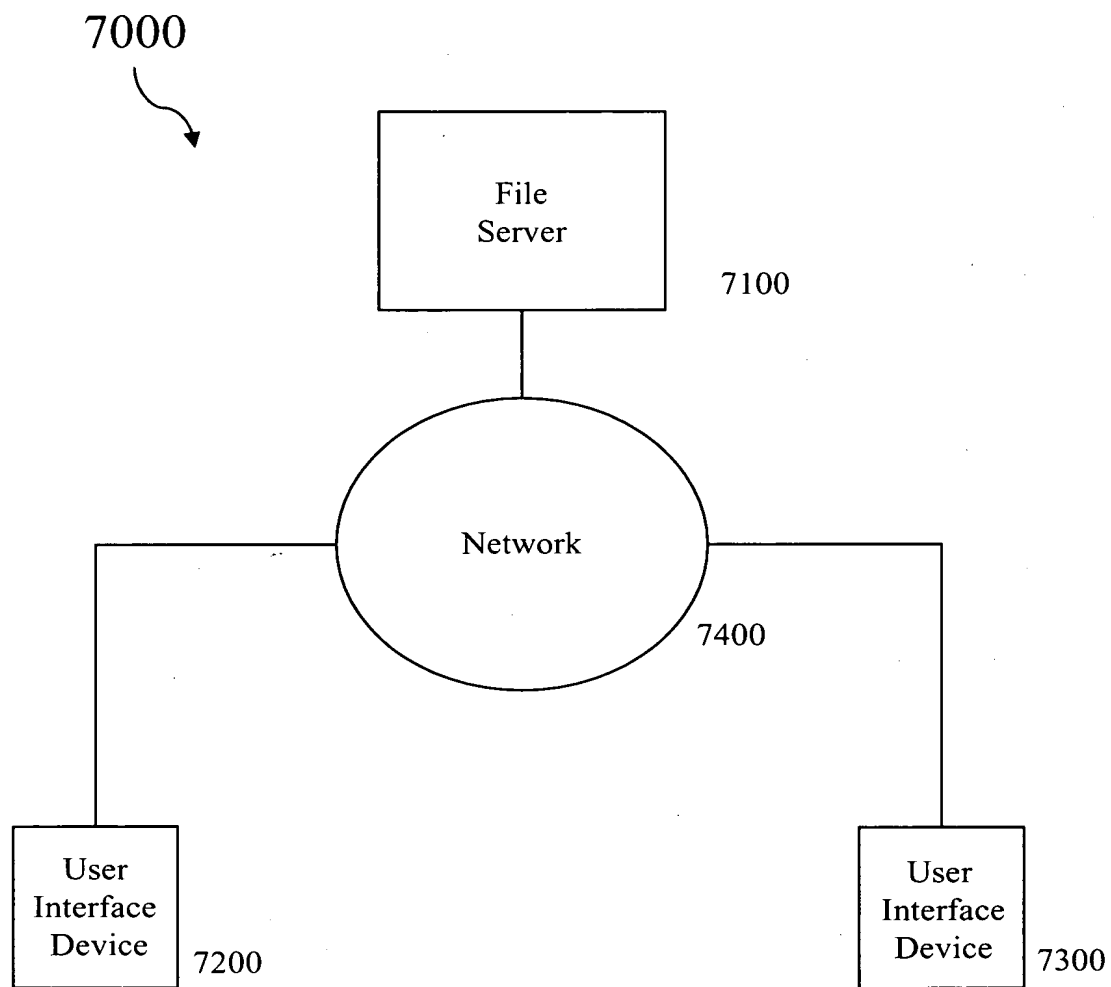 7000
File
Server
7100
Network
7400
User
Interface
Device
7200
User
Interface
Device
7300